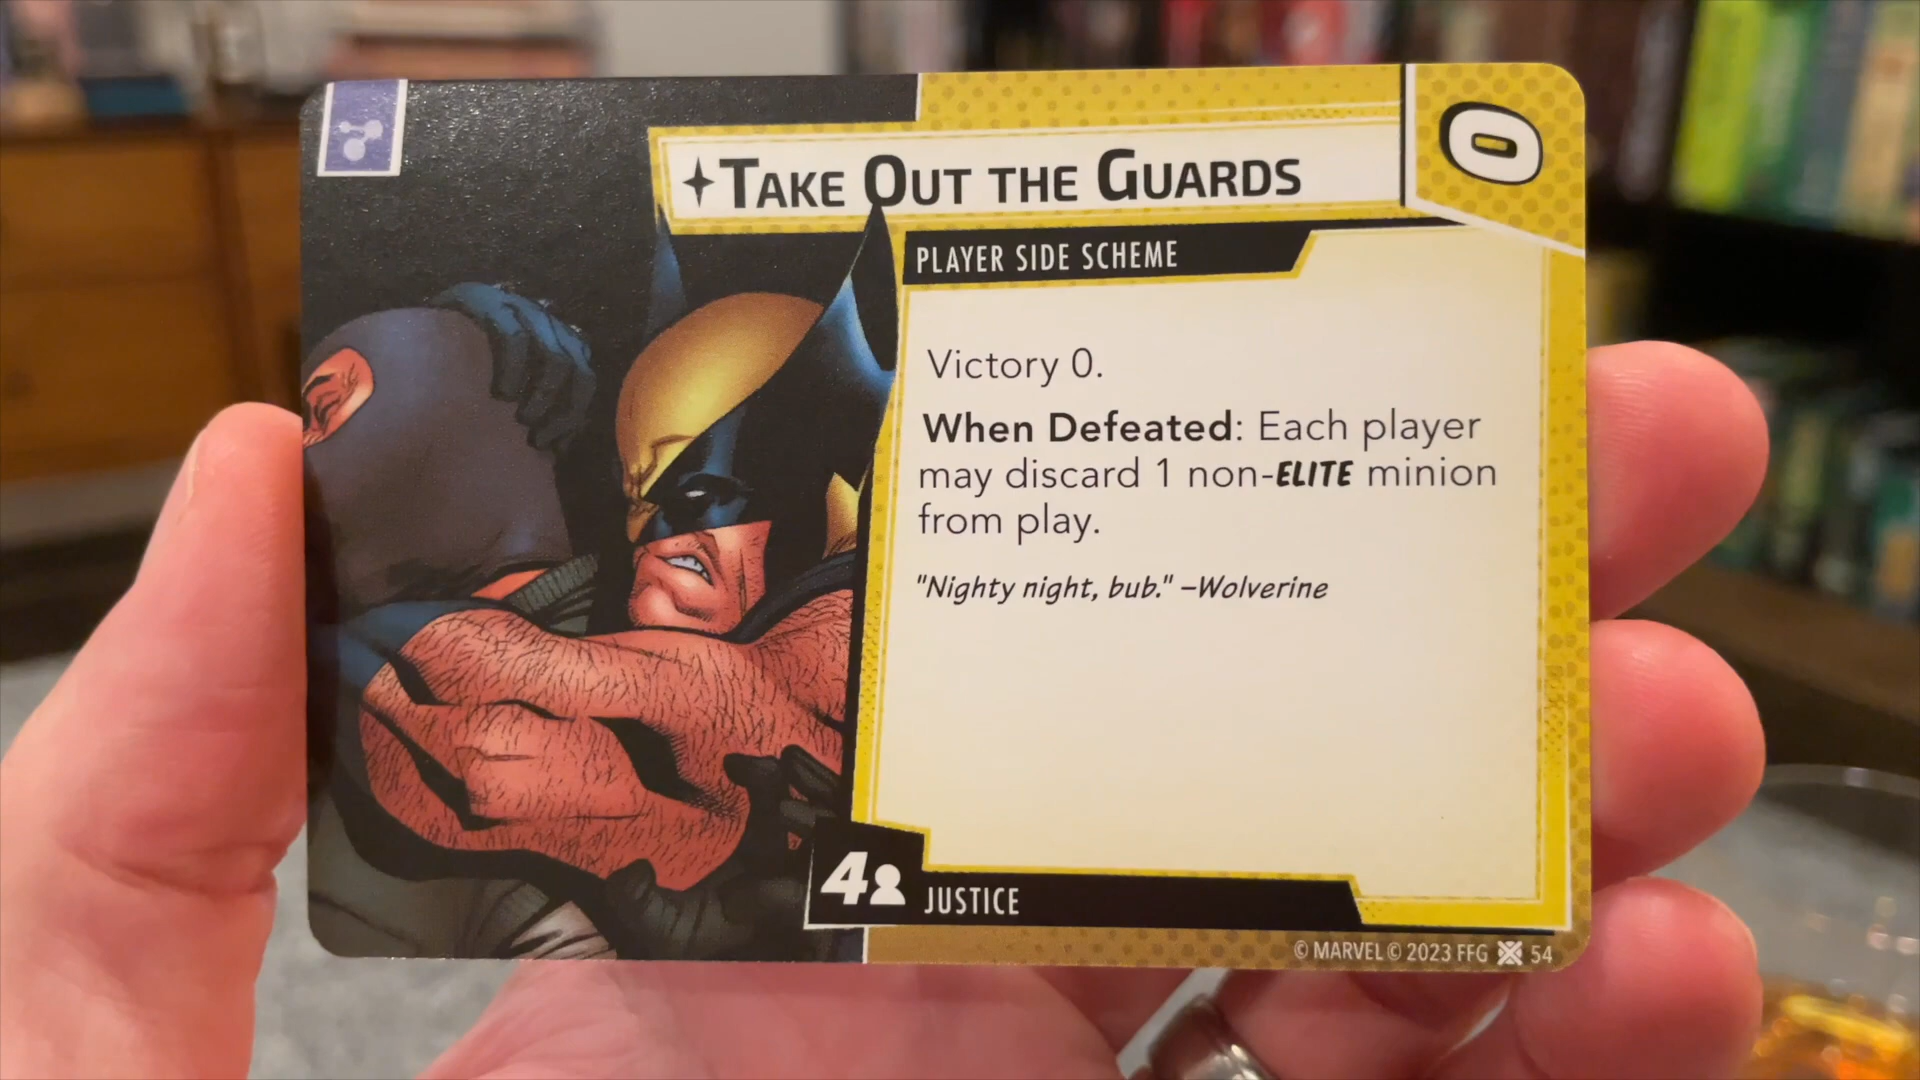 TAKE OUT THE GUARDS
0
PLAYER SIDE SCHEME
Victory 0.
When Defeated: Each player
may discard 1 non-ELITE minion
from play.
"Nighty night, bub." –Wolverine
4
JUSTICE
© MARVEL © 2023 FFG 54